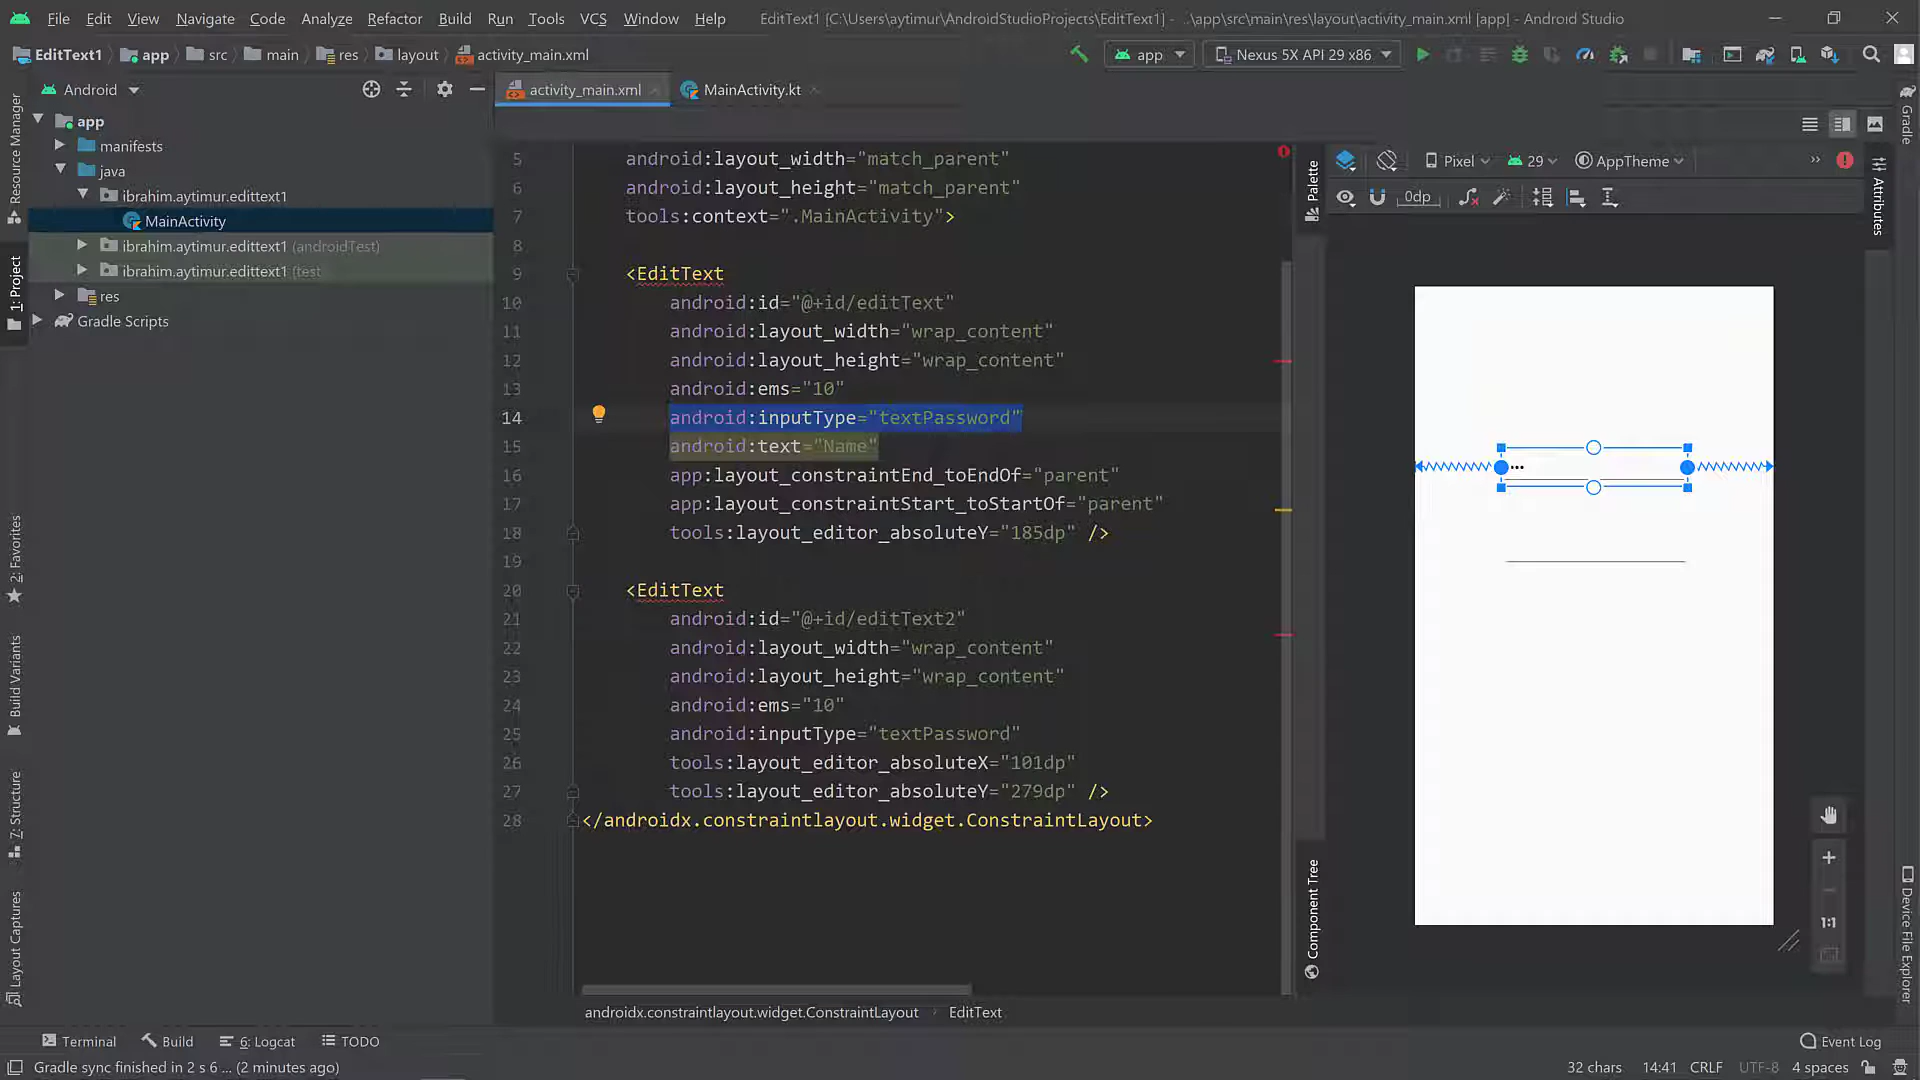 File Edit View Navigate Code Analyze Refactor Build Run Tools VCS Window Help EditText1 [C:\Users\aytimur\AndroidStudioProjects\EditText1] - ...\app\src\main\res\layout\activity_main.xml [app] - Android Studio
EditText1 app src main res layout activity_main.xml app Nexus 5X API 29 x86
Android activity_main.xml MainActivity.kt
app
manifests
java
ibrahim.aytimur.edittext1
MainActivity
ibrahim.aytimur.edittext1 (androidTest)
ibrahim.aytimur.edittext1 (test
res
Gradle Scripts
Resource Manager
1: Project
2: Favorites
Build Variants
7: Structure
Layout Captures
5 android:layout_width="match_parent"
6 android:layout_height="match_parent"
7 tools:context=".MainActivity">
8
9 <EditText
10 android:id="@+id/editText"
11 android:layout_width="wrap_content"
12 android:layout_height="wrap_content"
13 android:ems="10"
14 android:inputType="textPassword"
15 android:text="Name"
16 app:layout_constraintEnd_toEndOf="parent"
17 app:layout_constraintStart_toStartOf="parent"
18 tools:layout_editor_absoluteY="185dp" />
19
20 <EditText
21 android:id="@+id/editText2"
22 android:layout_width="wrap_content"
23 android:layout_height="wrap_content"
24 android:ems="10"
25 android:inputType="textPassword"
26 tools:layout_editor_absoluteX="101dp"
27 tools:layout_editor_absoluteY="279dp" />
28 </androidx.constraintlayout.widget.ConstraintLayout>
androidx.constraintlayout.widget.ConstraintLayout EditText
Palette
Component Tree
Pixel 29 AppTheme
0dp
1:1
Gradle
Attributes
Device File Explorer
Terminal Build 6: Logcat TODO Event Log
Gradle sync finished in 2 s 6 ... (2 minutes ago) 32 chars 14:41 CRLF UTF-8 4 spaces